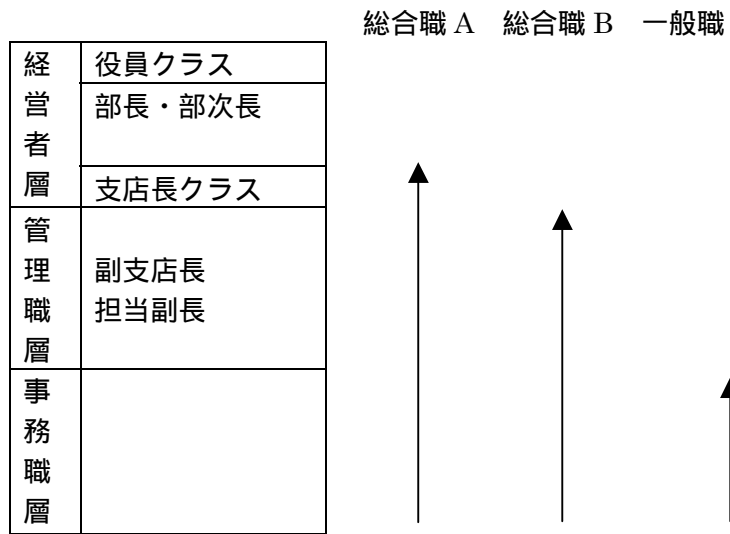 総合職 A 総合職 B 一般職
経営者層
役員クラス
部長・部次長
支店長クラス
管理職層
副支店長
担当副長
事務職層